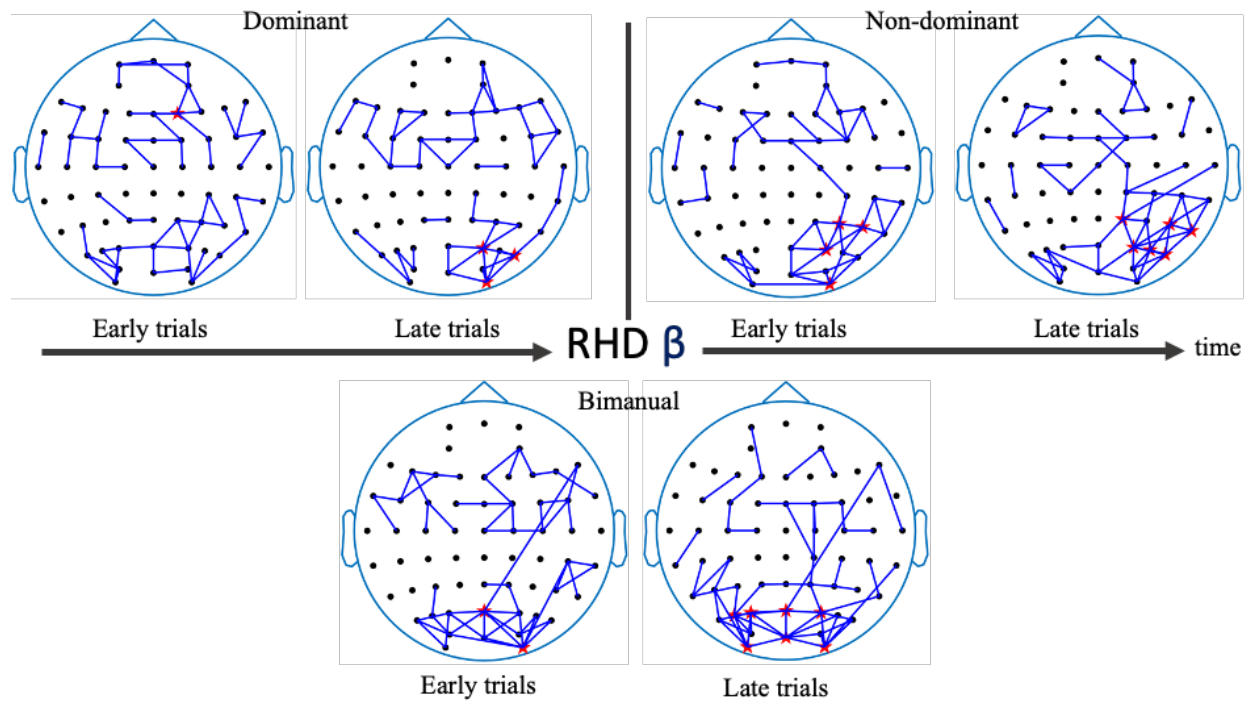 Dominant
Non-dominant
Early trials
Late trials
Early trials
Late trials
RHD β
time
Bimanual
Early trials
Late trials